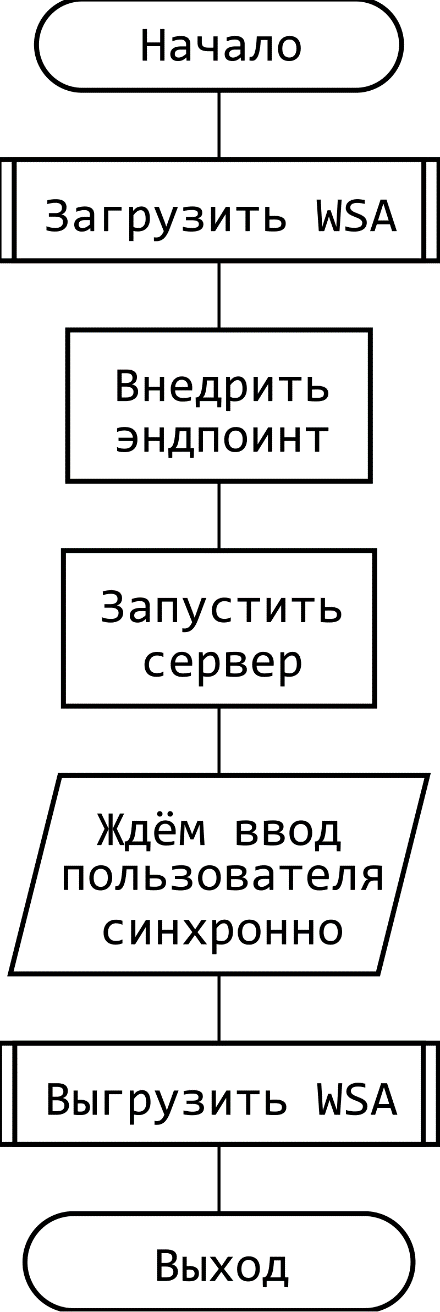 Начало
Загрузить WSA
Внедрить
эндпоинт
Запустить
сервер
Ждём ввод
пользователя
синхронно
Выгрузить WSA
Выход